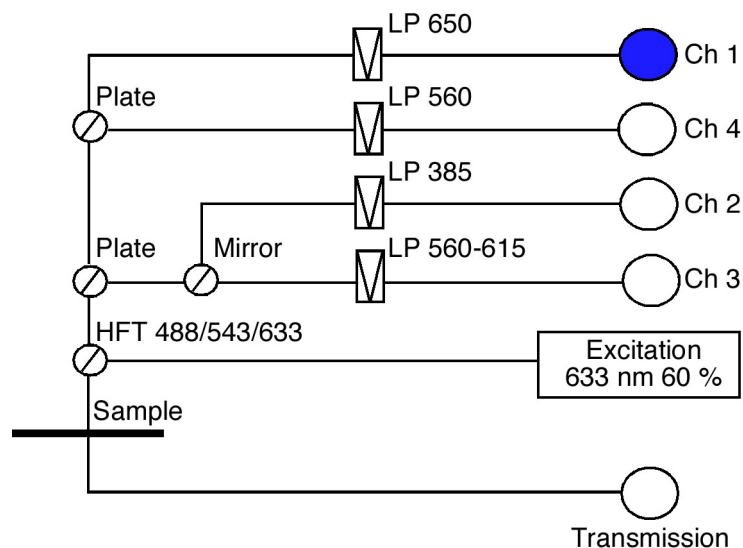 LP 650
Ch 1
Plate
LP 560
Ch 4
LP 385
Ch 2
Plate
Mirror
LP 560-615
Ch 3
HFT 488/543/633
Excitation
633 nm 60 %
Sample
Transmission